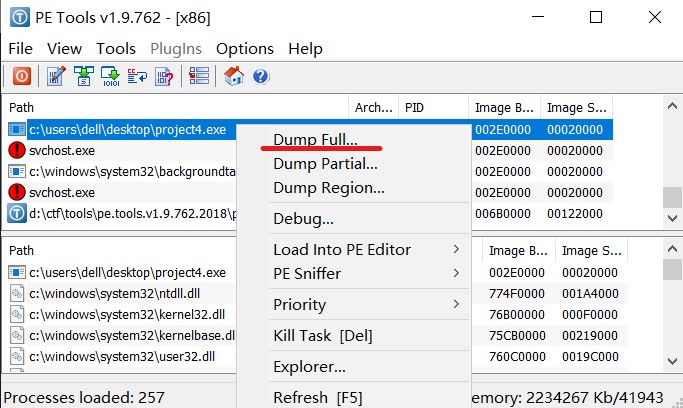 PE Tools v1.9.762 - [x86]
File View Tools PlugIns Options Help
Path Arch... PID Image B... Image S...
c:\users\dell\desktop\project4.exe 002E0000 00020000
svchost.exe 002E0000 00020000
c:\windows\system32\backgroundta 002E0000 00020000
svchost.exe 002E0000 00020000
d:\ctf\tools\pe.tools.v1.9.762.2018\p 006B0000 00122000
Dump Full...
Dump Partial...
Dump Region...
Debug...
Load Into PE Editor
PE Sniffer
Priority
Kill Task [Del]
Explorer...
Refresh [F5]
Path Image B... Image S...
c:\users\dell\desktop\project4.exe 002E0000 00020000
c:\windows\system32\ntdll.dll 774F0000 001A4000
c:\windows\system32\kernel32.dll 76B00000 000F0000
c:\windows\system32\kernelbase.dll 75CB0000 00219000
c:\windows\system32\user32.dll 760C0000 0019C000
Processes loaded: 257 emory: 2234267 Kb/41943